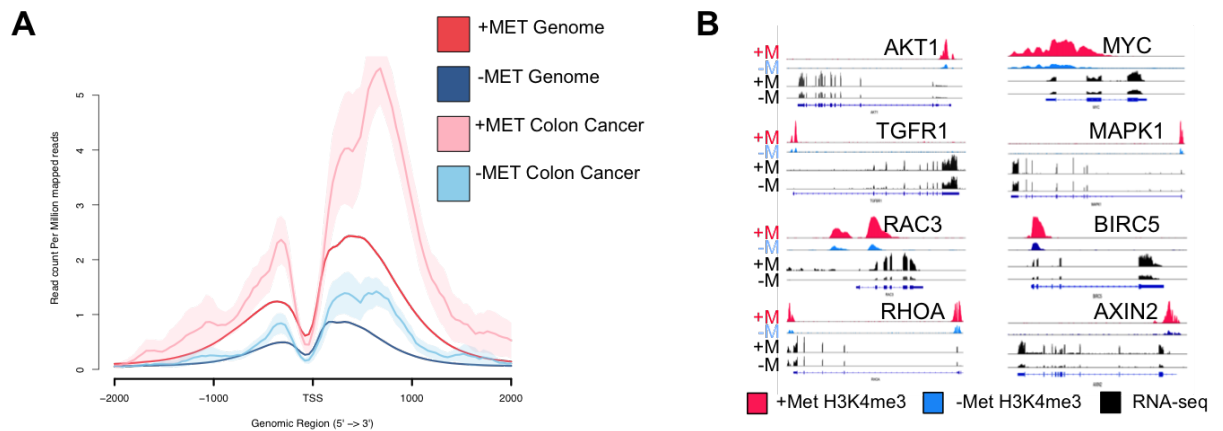 A
+MET Genome
-MET Genome
+MET Colon Cancer
-MET Colon Cancer
Read count Per Million mapped reads
0 1 2 3 4 5
-2000 -1000 TSS 1000 2000
Genomic Region (5' -> 3')
B
+M AKT1
-M
+M
-M
MYC
+M TGFR1
-M
+M
-M
MAPK1
+M RAC3
-M
+M
-M
BIRC5
+M RHOA
-M
+M
-M
AXIN2
+Met H3K4me3 -Met H3K4me3 RNA-seq